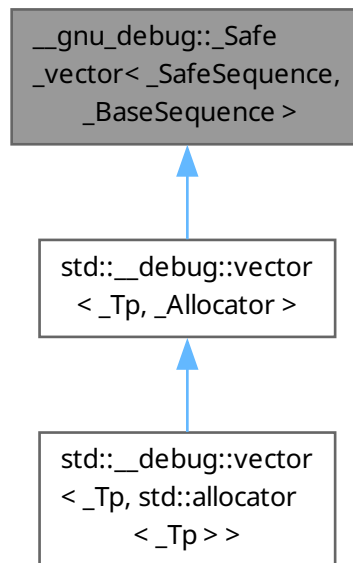 __gnu_debug::_Safe
_vector< _SafeSequence,
_BaseSequence >
std::__debug::vector
< _Tp, _Allocator >
std::__debug::vector
< _Tp, std::allocator
< _Tp > >